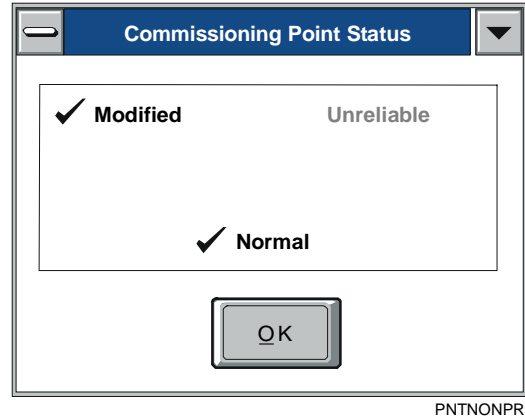 Commissioning Point Status
Modified Unreliable
Normal
OK
PNTNONPR